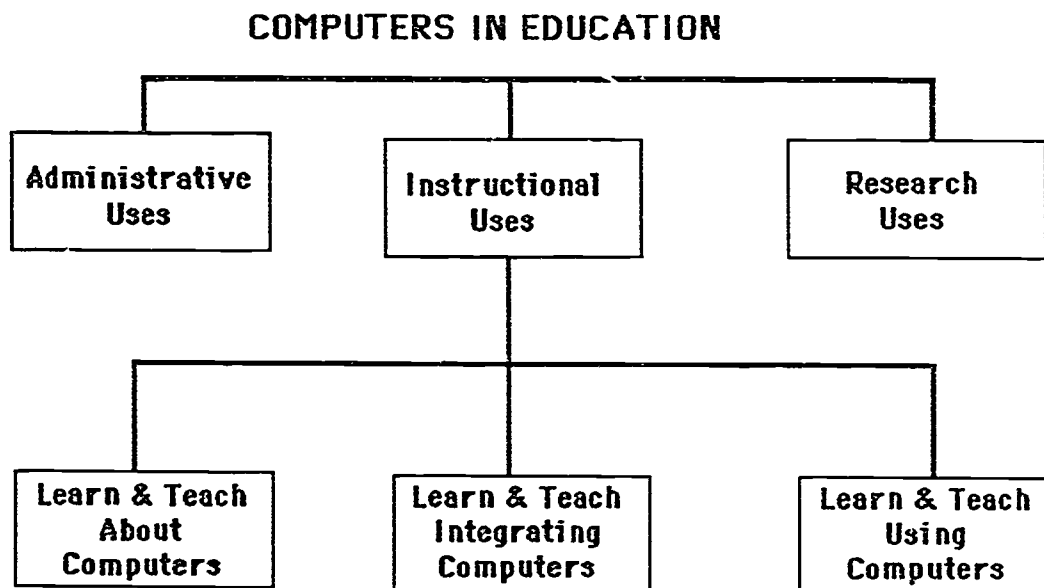 COMPUTERS IN EDUCATION
Administrative
Uses
Instructional
Uses
Research
Uses
Learn & Teach
About
Computers
Learn & Teach
Integrating
Computers
Learn & Teach
Using
Computers